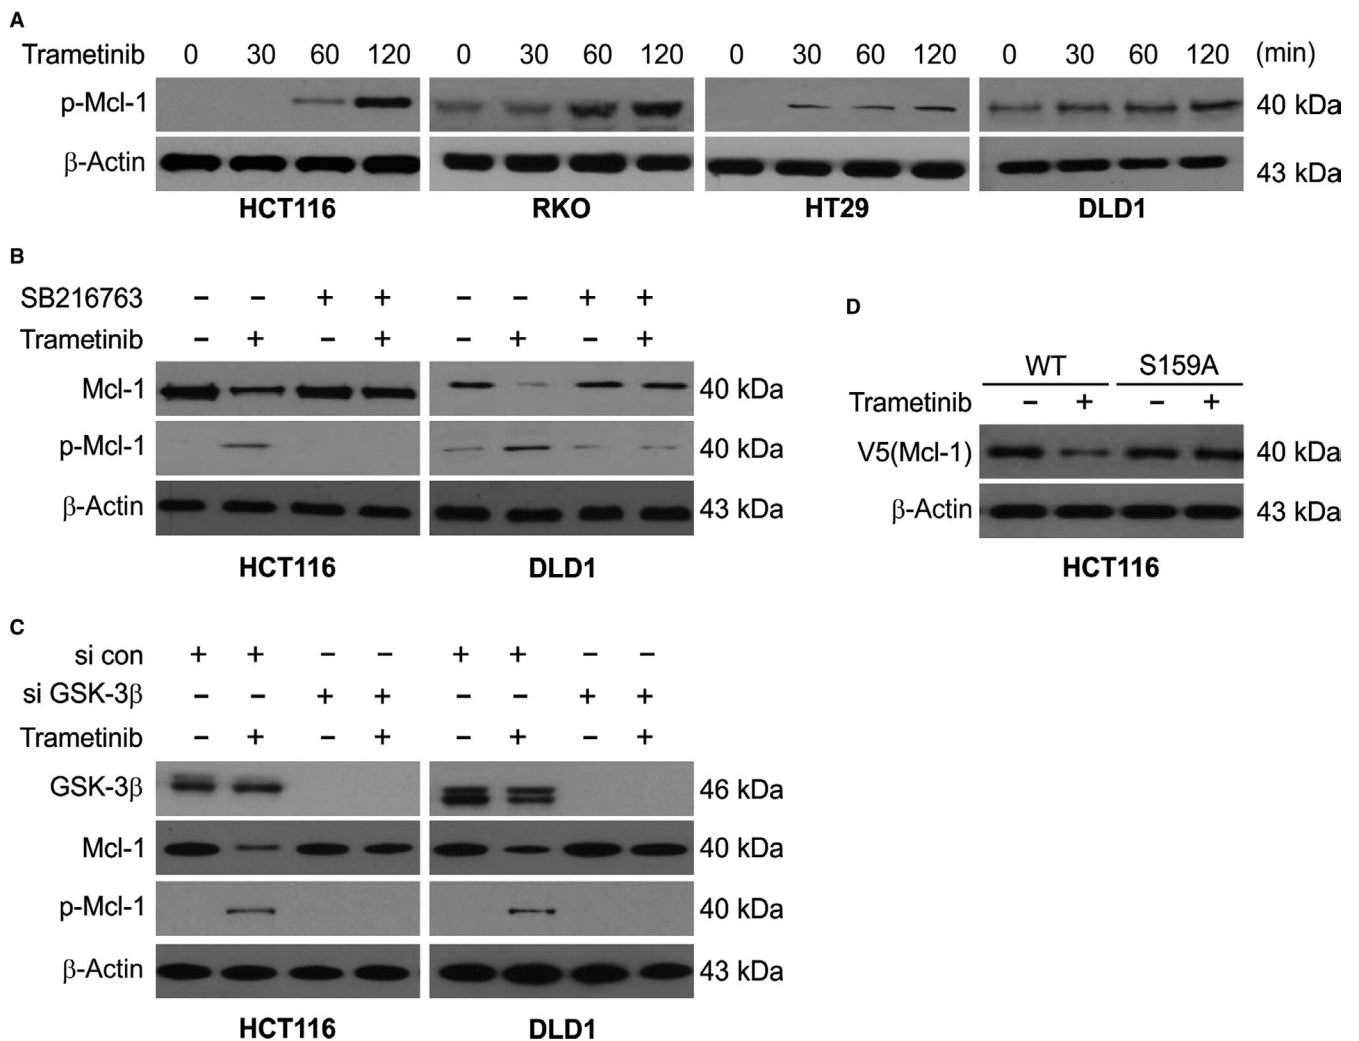 A
Trametinib 0 30 60 120 0 30 60 120 0 30 60 120 0 30 60 120 (min)
p-Mcl-1 40 kDa
β-Actin 43 kDa
HCT116 RKO HT29 DLD1
B
SB216763 – – + + – – + +
Trametinib – + – + – + – +
Mcl-1 40 kDa
p-Mcl-1 40 kDa
β-Actin 43 kDa
HCT116 DLD1
D
WT S159A
Trametinib – + – +
V5(Mcl-1) 40 kDa
β-Actin 43 kDa
HCT116
C
si con + + – – + + – –
si GSK-3β – – + + – – + +
Trametinib – + – + – + – +
GSK-3β 46 kDa
Mcl-1 40 kDa
p-Mcl-1 40 kDa
β-Actin 43 kDa
HCT116 DLD1